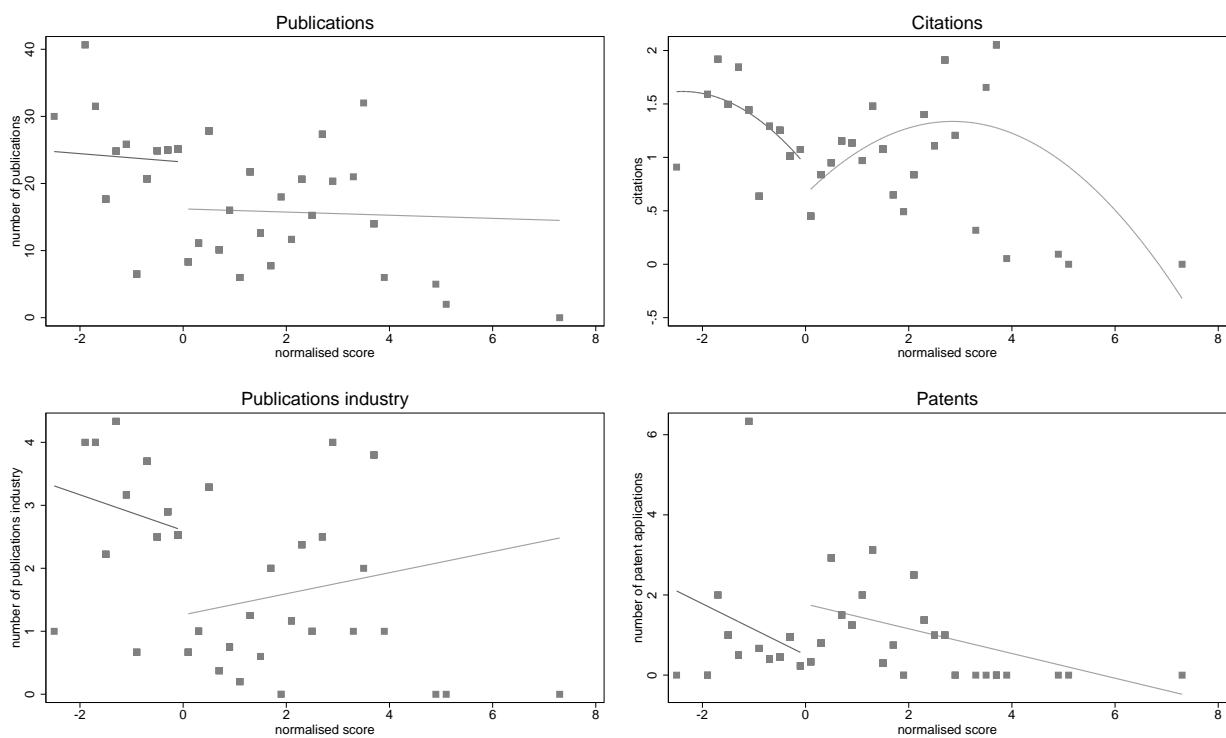 Publications
number of publications
40
30
20
10
0
-2 0 2 4 6 8
normalised score
Citations
citations
2
1.5
1
.5
0
-.5
-2 0 2 4 6 8
normalised score
Publications industry
number of publications industry
4
3
2
1
0
-2 0 2 4 6 8
normalised score
Patents
number of patent applications
6
4
2
0
-2 0 2 4 6 8
normalised score